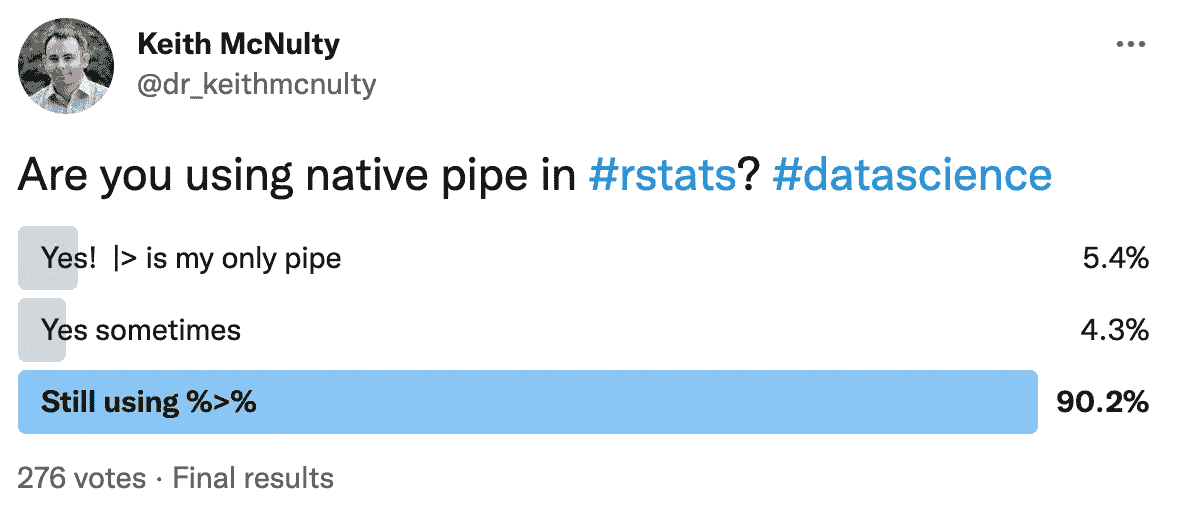 Keith McNulty
@dr_keithmcnulty
Are you using native pipe in #rstats? #datascience
Yes!  |> is my only pipe 5.4%
Yes sometimes 4.3%
Still using %>% 90.2%
276 votes · Final results